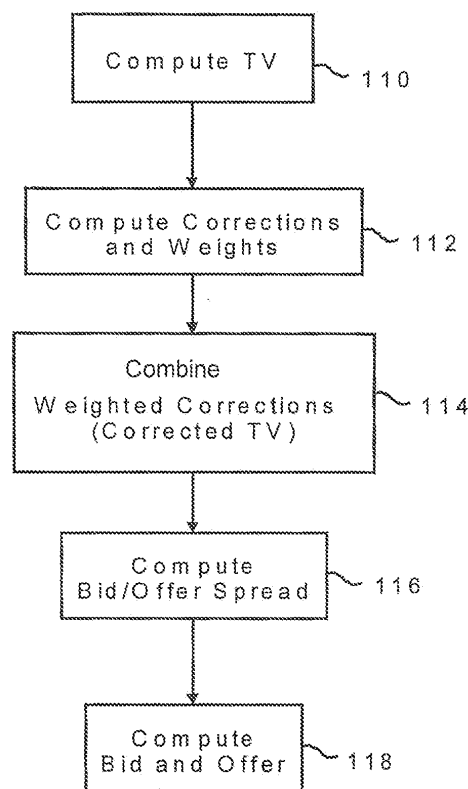 Compute TV
110
Compute Corrections
and Weights
112
Combine
Weighted Corrections
(Corrected TV)
114
Compute
Bid/Offer Spread
116
Compute
Bid and Offer
118